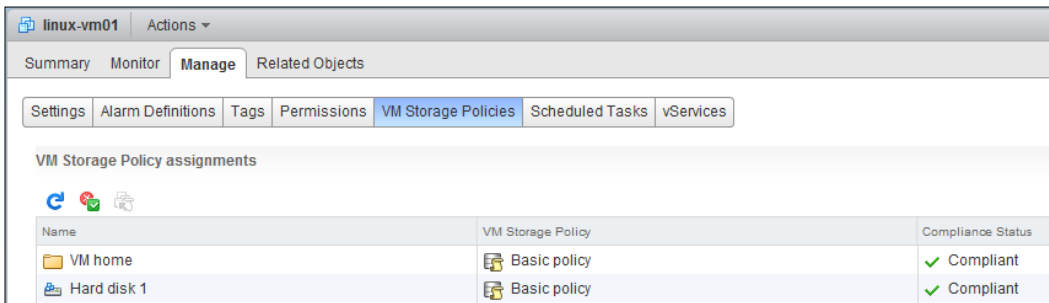 linux-vm01 Actions
Summary Monitor Manage Related Objects
Settings Alarm Definitions Tags Permissions VM Storage Policies Scheduled Tasks vServices
VM Storage Policy assignments
Name VM Storage Policy Compliance Status
VM home Basic policy Compliant
Hard disk 1 Basic policy Compliant